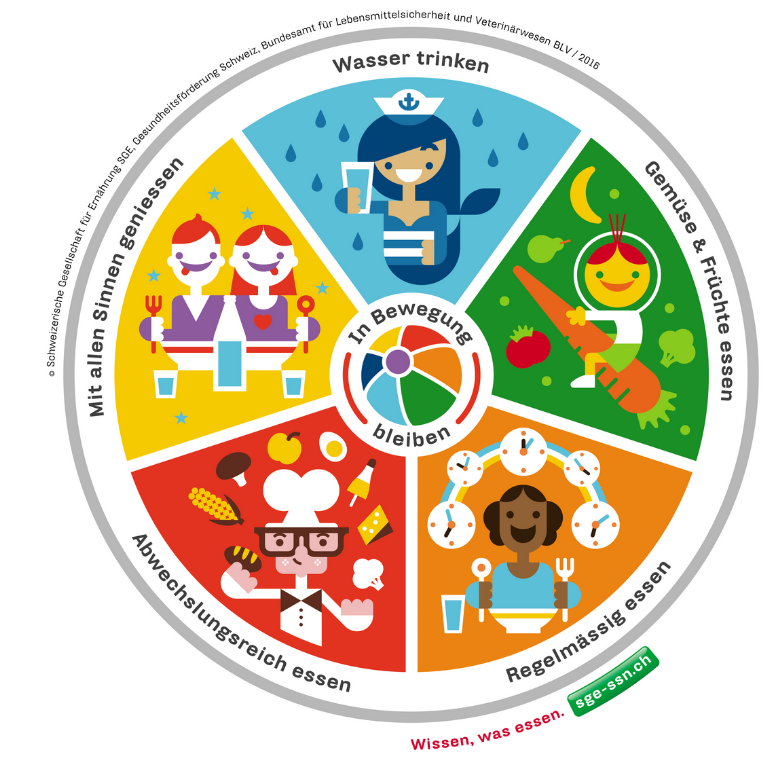 © Schweizerische Gesellschaft für Ernährung SGE, Gesundheitsförderung Schweiz, Bundesamt für Lebensmittelsicherheit und Veterinärwesen BLV / 2016
Wasser trinken
Gemüse & Früchte essen
Regelmässig essen
Abwechslungsreich essen
Mit allen Sinnen geniessen
In Bewegung
bleiben
Wissen, was essen. sge-ssn.ch